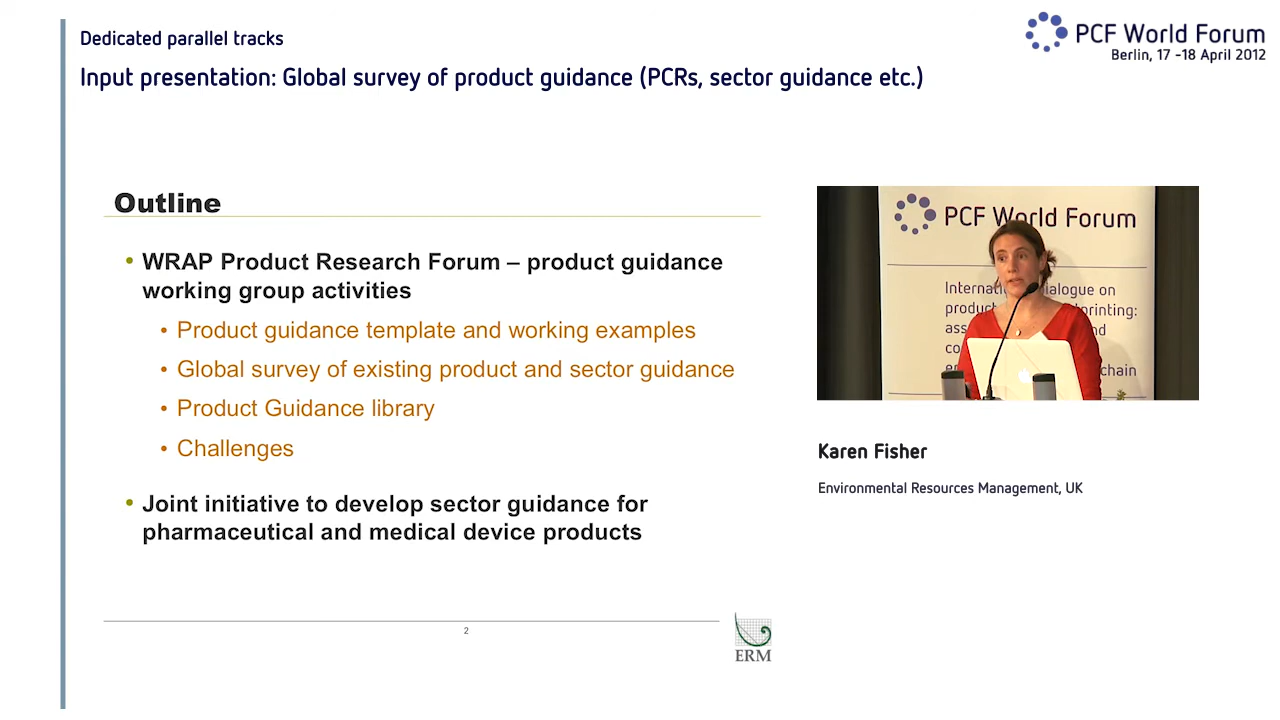 Dedicated parallel tracks
Input presentation: Global survey of product guidance (PCRs, sector guidance etc.)
PCF World Forum
Berlin, 17 -18 April 2012
Outline
• WRAP Product Research Forum – product guidance
working group activities
• Product guidance template and working examples
• Global survey of existing product and sector guidance
• Product Guidance library
• Challenges
• Joint initiative to develop sector guidance for
pharmaceutical and medical device products
2
ERM
PCF World Forum
dialogue on
Karen Fisher
Environmental Resources Management, UK